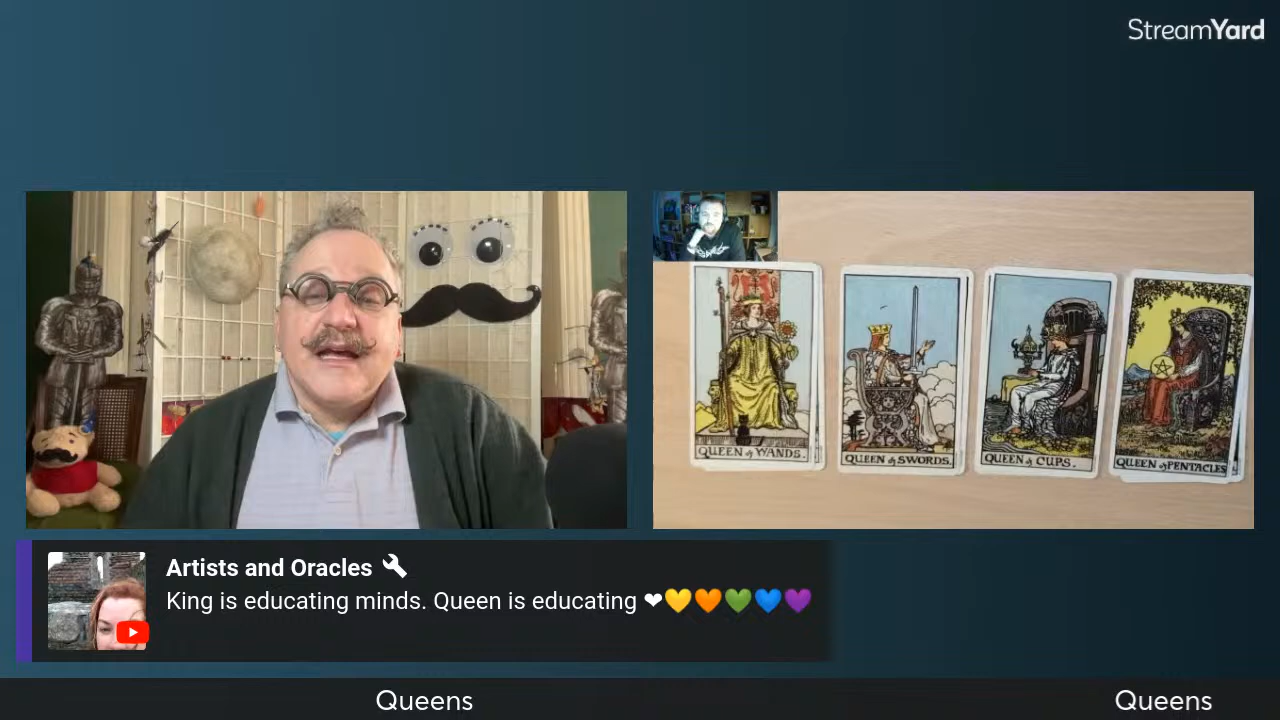 StreamYard
QUEEN of WANDS.
QUEEN of SWORDS.
QUEEN of CUPS.
QUEEN of PENTACLES
Artists and Oracles 🔧
King is educating minds. Queen is educating ❤💛🧡💚💙💜
Queens
Queens